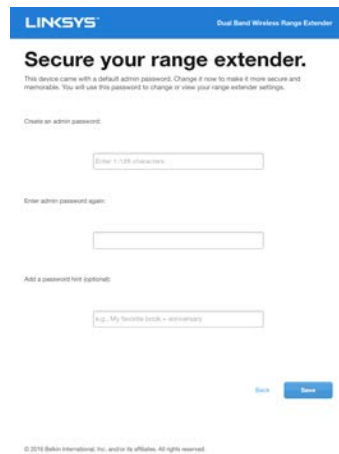 LINKSYS
Dual Band Wireless Range Extender
Secure your range extender.
This device came with a default admin password. Change it now to make it more secure and
memorable. You will use this password to change or view your range extender settings.
Create an admin password:
Enter 1-128 characters
Enter admin password again:
Add a password hint (optional):
e.g., My favorite book + anniversary
Back
Save
© 2016 Belkin International, Inc. and/or its affiliates. All rights reserved.